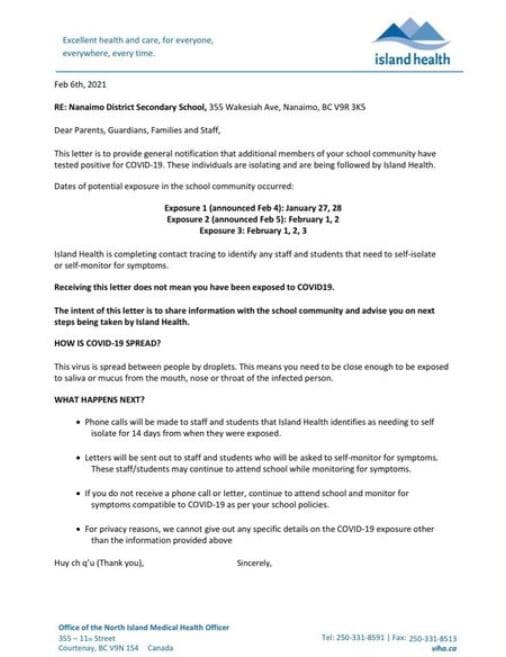 Excellent health and care, for everyone,
everywhere, every time.
island health
Feb 6th, 2021
RE: Nanaimo District Secondary School, 355 Wakesiah Ave, Nanaimo, BC V9R 3K5
Dear Parents, Guardians, Families and Staff,
This letter is to provide general notification that additional members of your school community have
tested positive for COVID-19. These individuals are isolating and are being followed by Island Health.
Dates of potential exposure in the school community occurred:
Exposure 1 (announced Feb 4): January 27, 28
Exposure 2 (announced Feb 5): February 1, 2
Exposure 3: February 1, 2, 3
Island Health is completing contact tracing to identify any staff and students that need to self-isolate
or self-monitor for symptoms.
Receiving this letter does not mean you have been exposed to COVID19.
The intent of this letter is to share information with the school community and advise you on next
steps being taken by Island Health.
HOW IS COVID-19 SPREAD?
This virus is spread between people by droplets. This means you need to be close enough to be exposed
to saliva or mucus from the mouth, nose or throat of the infected person.
WHAT HAPPENS NEXT?
• Phone calls will be made to staff and students that Island Health identifies as needing to self
isolate for 14 days from when they were exposed.
• Letters will be sent out to staff and students who will be asked to self-monitor for symptoms.
These staff/students may continue to attend school while monitoring for symptoms.
• If you do not receive a phone call or letter, continue to attend school and monitor for
symptoms compatible to COVID-19 as per your school policies.
• For privacy reasons, we cannot give out any specific details on the COVID-19 exposure other
than the information provided above
Huy ch q'u (Thank you), Sincerely,
Office of the North Island Medical Health Officer
355 – 11th Street Tel: 250-331-8591 | Fax: 250-331-8513
Courtenay, BC V9N 1S4 Canada viha.ca